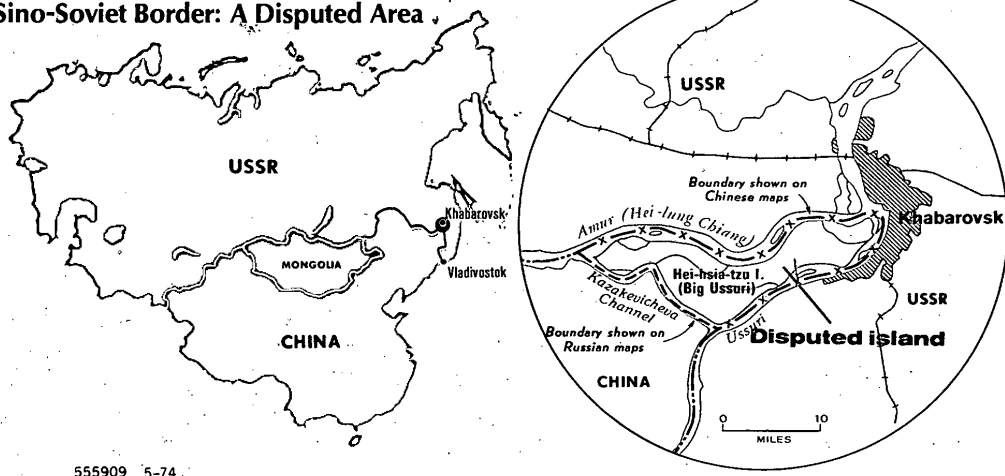 Sino-Soviet Border: A Disputed Area
USSR
Khabarovsk
MONGOLIA
Vladivostok
CHINA
USSR
Boundary shown on
Chinese maps
Amur (Hei-lung Chiang)
Khabarovsk
Hei-hsia-tzu I.
(Big Ussuri)
Kazakevicheva
Channel
USSR
Ussuri
Disputed island
Boundary shown on
Russian maps
CHINA
0 10
MILES
555909 5-74